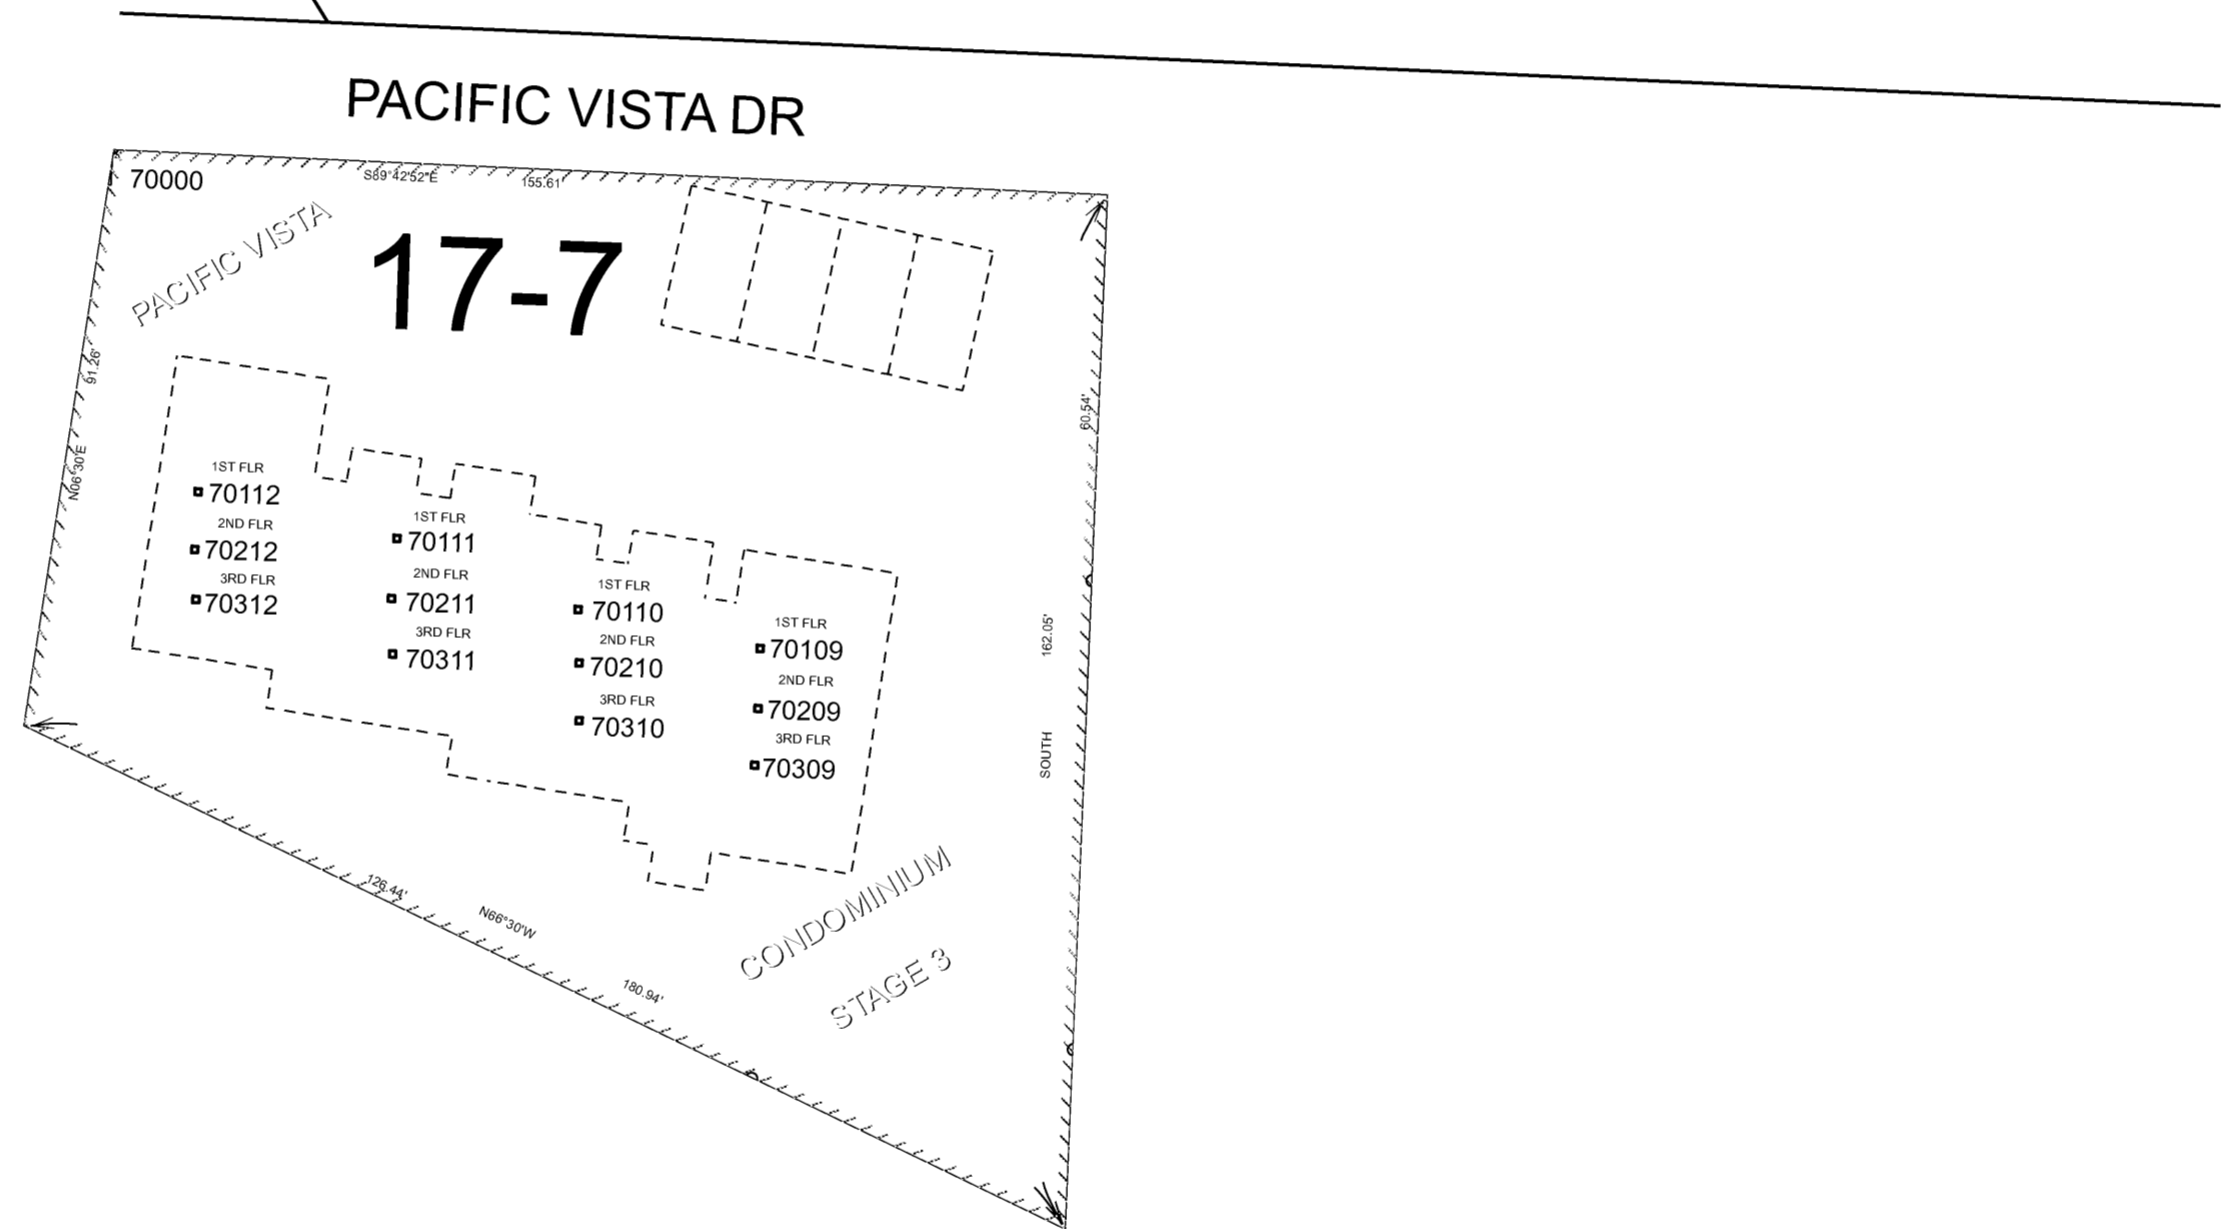 PACIFIC VISTA DR
S89°42'52"E
155.61'
70000
PACIFIC VISTA
17-7
91.26'
N06°30'E
60.54'
162.05'
SOUTH
1ST FLR
70112
2ND FLR
70212
3RD FLR
70312
1ST FLR
70111
2ND FLR
70211
3RD FLR
70311
1ST FLR
70110
2ND FLR
70210
3RD FLR
70310
1ST FLR
70109
2ND FLR
70209
3RD FLR
70309
126.44'
N66°30'W
180.94'
CONDOMINIUM
STAGE 3